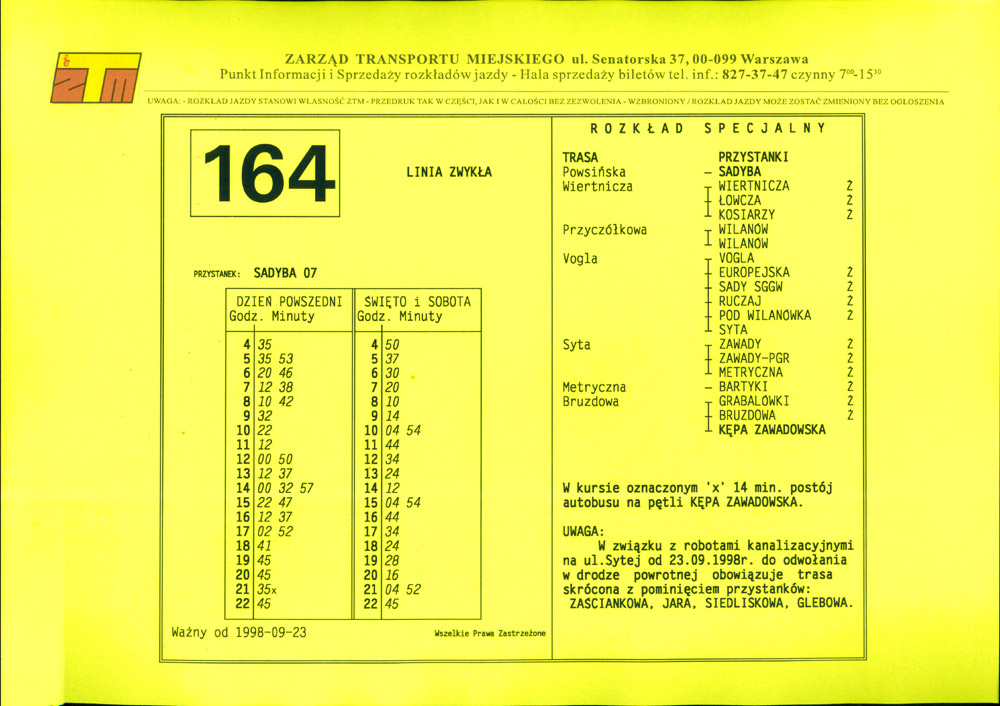 ZTM
ZARZĄD TRANSPORTU MIEJSKIEGO ul. Senatorska 37, 00-099 Warszawa
Punkt Informacji i Sprzedaży rozkładów jazdy - Hala sprzedaży biletów tel. inf.: 827-37-47 czynny 7⁰⁰-15³⁰
UWAGA: - ROZKŁAD JAZDY STANOWI WŁASNOŚĆ ZTM - PRZEDRUK TAK W CZĘŚCI, JAK I W CAŁOŚCI BEZ ZEZWOLENIA - WZBRONIONY / ROZKŁAD JAZDY MOŻE ZOSTAĆ ZMIENIONY BEZ OGŁOSZENIA
164
LINIA ZWYKŁA
PRZYSTANEK: SADYBA 07
DZIEŃ POWSZEDNI ŚWIĘTO i SOBOTA
Godz. Minuty Godz. Minuty
4 35 4 50
5 35 53 5 37
6 20 46 6 30
7 12 38 7 20
8 10 42 8 10
9 32 9 14
10 22 10 04 54
11 12 11 44
12 00 50 12 34
13 12 37 13 24
14 00 32 57 14 12
15 22 47 15 04 54
16 12 37 16 44
17 02 52 17 34
18 41 18 24
19 45 19 28
20 45 20 16
21 35x 21 04 52
22 45 22 45
Ważny od 1998-09-23 Wszelkie Prawa Zastrzeżone
ROZKŁAD SPECJALNY
TRASA PRZYSTANKI
Powsińska – SADYBA
Wiertnicza WIERTNICZA Ż
ŁOWCZA Ż
KOSIARZY Ż
Przyczółkowa WILANÓW
WILANÓW
Vogla VOGLA
EUROPEJSKA Ż
SADY SGGW Ż
RUCZAJ Ż
POD WILANÓWKA Ż
SYTA
Syta ZAWADY Ż
ZAWADY-PGR Ż
METRYCZNA Ż
Metryczna – BARTYKI Ż
Bruzdowa GRABALÓWKI Ż
BRUZDOWA Ż
KĘPA ZAWADOWSKA
W kursie oznaczonym 'x' 14 min. postój
autobusu na pętli KĘPA ZAWADOWSKA.
UWAGA:
W związku z robotami kanalizacyjnymi
na ul.Sytej od 23.09.1998r. do odwołania
w drodze powrotnej obowiązuje trasa
skrócona z pominięciem przystanków:
ZAŚCIANKOWA, JARA, SIEDLISKOWA, GLEBOWA.